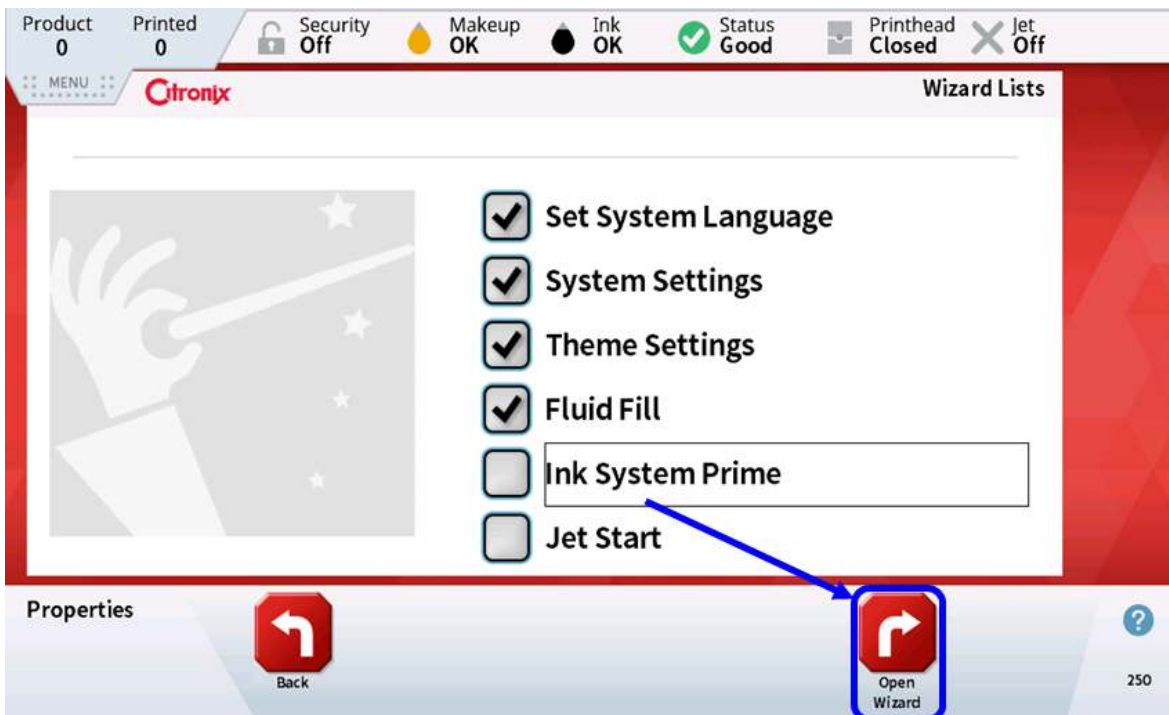 Product
0
Printed
0
Security
Off
Makeup
OK
Ink
OK
Status
Good
Printhead
Closed
Jet
Off
MENU
Citronix
Wizard Lists
Set System Language
System Settings
Theme Settings
Fluid Fill
Ink System Prime
Jet Start
Properties
Back
Open
Wizard
?
250